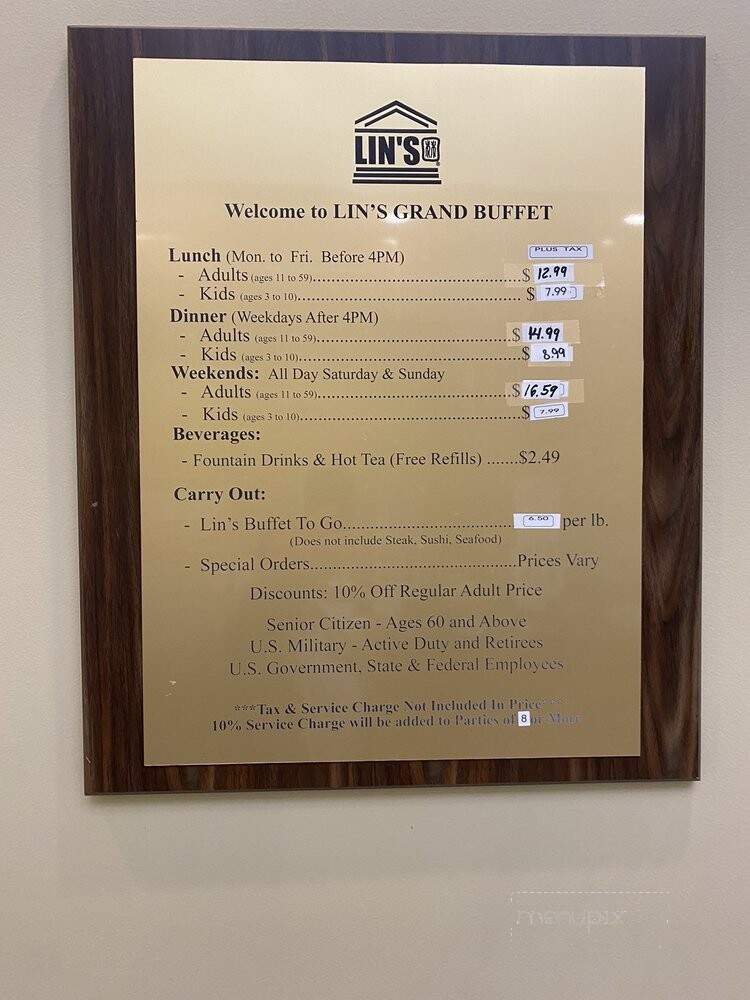 LIN'S
Welcome to LIN'S GRAND BUFFET
PLUS TAX
Lunch (Mon. to Fri. Before 4PM)
- Adults (ages 11 to 59)..............................$ 12.99
- Kids (ages 3 to 10)..............................$ 7.99
Dinner (Weekdays After 4PM)
- Adults (ages 11 to 59)..............................$ 14.99
- Kids (ages 3 to 10)..............................$ 8.99
Weekends: All Day Saturday & Sunday
- Adults (ages 11 to 59)..............................$ 16.59
- Kids (ages 3 to 10)..............................$ 7.99
Beverages:
- Fountain Drinks & Hot Tea (Free Refills) .......$2.49
Carry Out:
- Lin's Buffet To Go.............................. 6.50 per lb.
(Does not include Steak, Sushi, Seafood)
- Special Orders..............................Prices Vary
Discounts: 10% Off Regular Adult Price
Senior Citizen - Ages 60 and Above
U.S. Military - Active Duty and Retirees
U.S. Government, State & Federal Employees
***Tax & Service Charge Not Included In Price***
10% Service Charge will be added to Parties of 8 or More
menupix